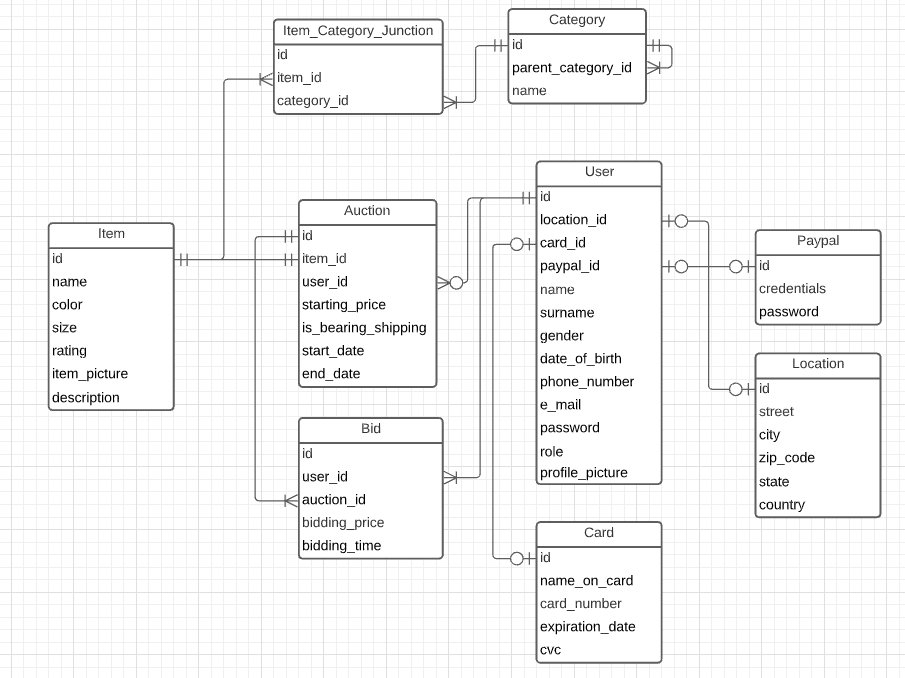 Item_Category_Junction
id
item_id
category_id
Category
id
parent_category_id
name
User
id
location_id
card_id
paypal_id
name
surname
gender
date_of_birth
phone_number
e_mail
password
role
profile_picture
Auction
id
item_id
user_id
starting_price
is_bearing_shipping
start_date
end_date
Item
id
name
color
size
rating
item_picture
description
Paypal
id
credentials
password
Location
id
street
city
zip_code
state
country
Bid
id
user_id
auction_id
bidding_price
bidding_time
Card
id
name_on_card
card_number
expiration_date
cvc